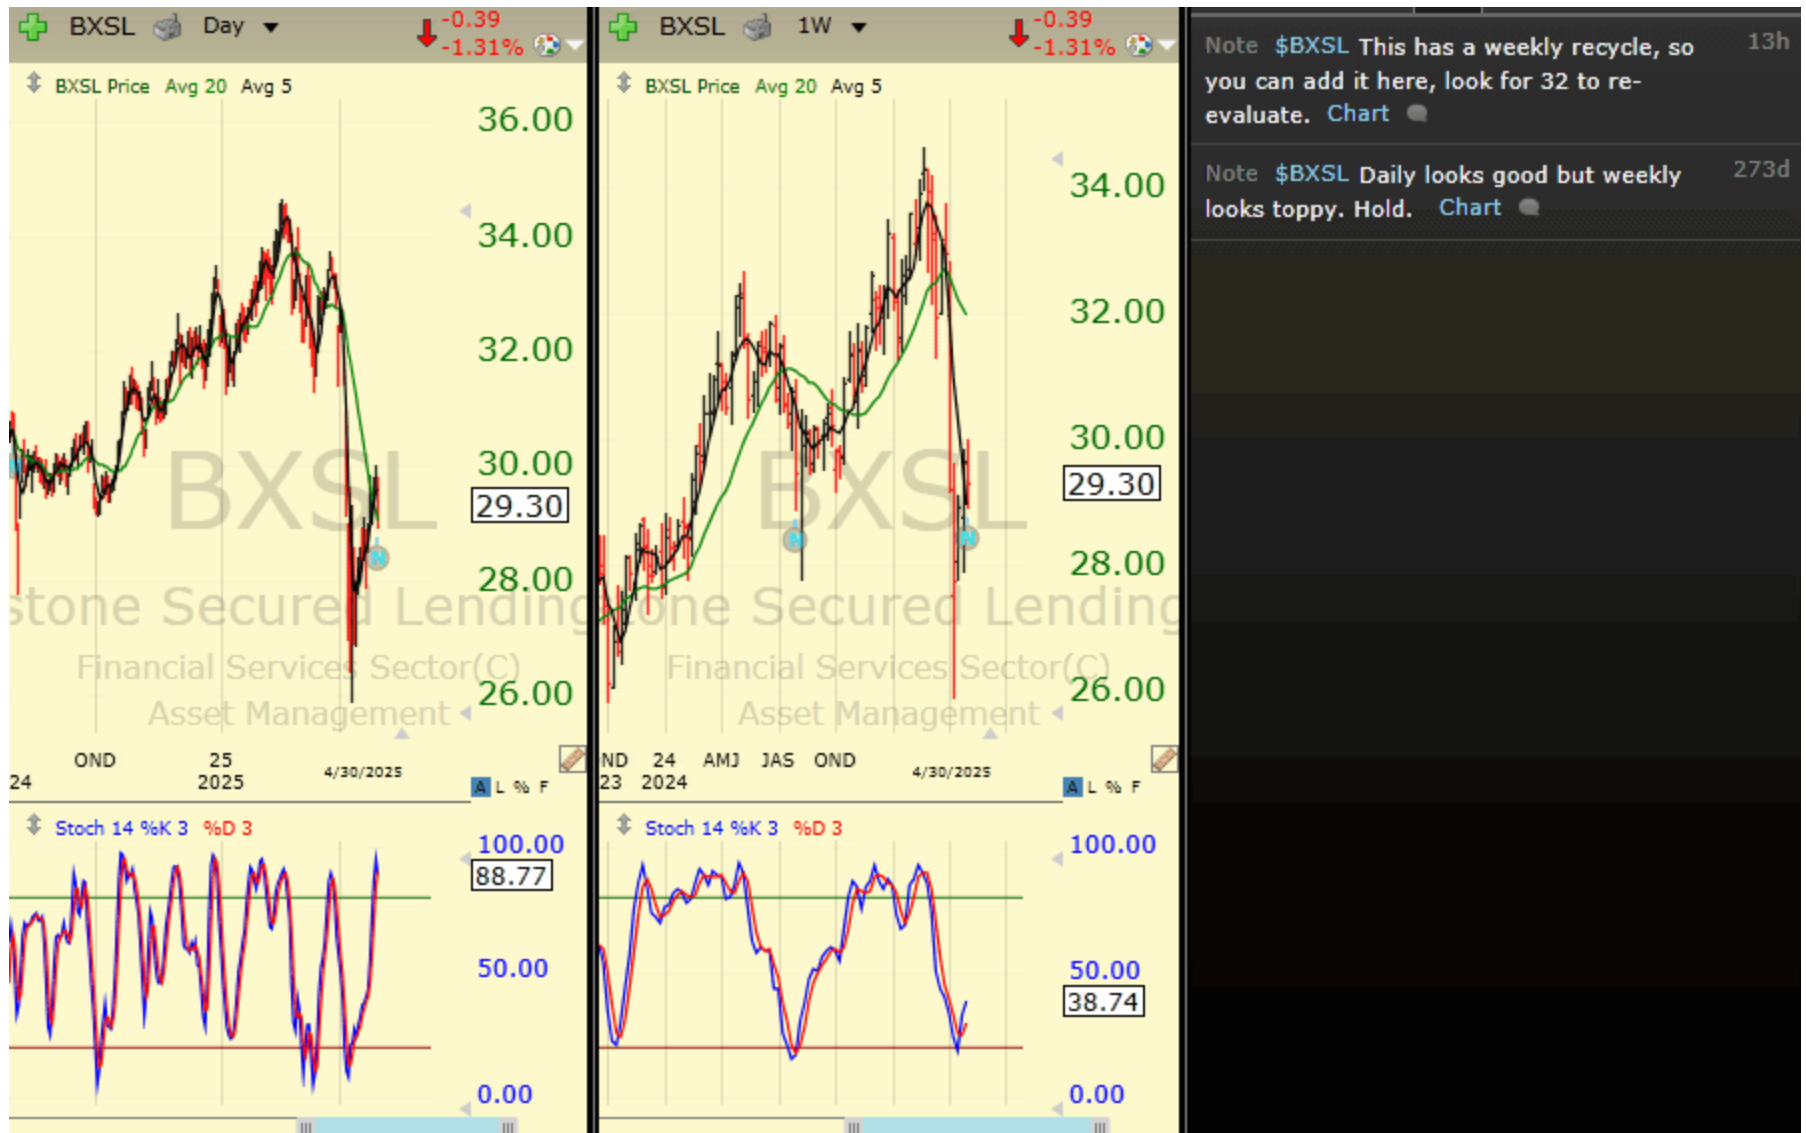 BXSL Day -0.39
-1.31%
BXSL Price Avg 20 Avg 5
36.00
34.00
32.00
30.00
29.30
28.00
26.00
BXSL
stone Secured Lending
Financial Services Sector(C)
Asset Management
N
OND 25 4/30/2025
24 2025
A L % F
Stoch 14 %K 3 %D 3
100.00
88.77
50.00
0.00
BXSL 1W -0.39
-1.31%
BXSL Price Avg 20 Avg 5
34.00
32.00
30.00
29.30
28.00
26.00
BXSL
one Secured Lending
Financial Services Sector(C)
Asset Management
N N
ND 24 AMJ JAS OND 4/30/2025
23 2024
A L % F
Stoch 14 %K 3 %D 3
100.00
50.00
38.74
0.00
Note $BXSL This has a weekly recycle, so 13h
you can add it here, look for 32 to re-
evaluate. Chart
Note $BXSL Daily looks good but weekly 273d
looks toppy. Hold. Chart